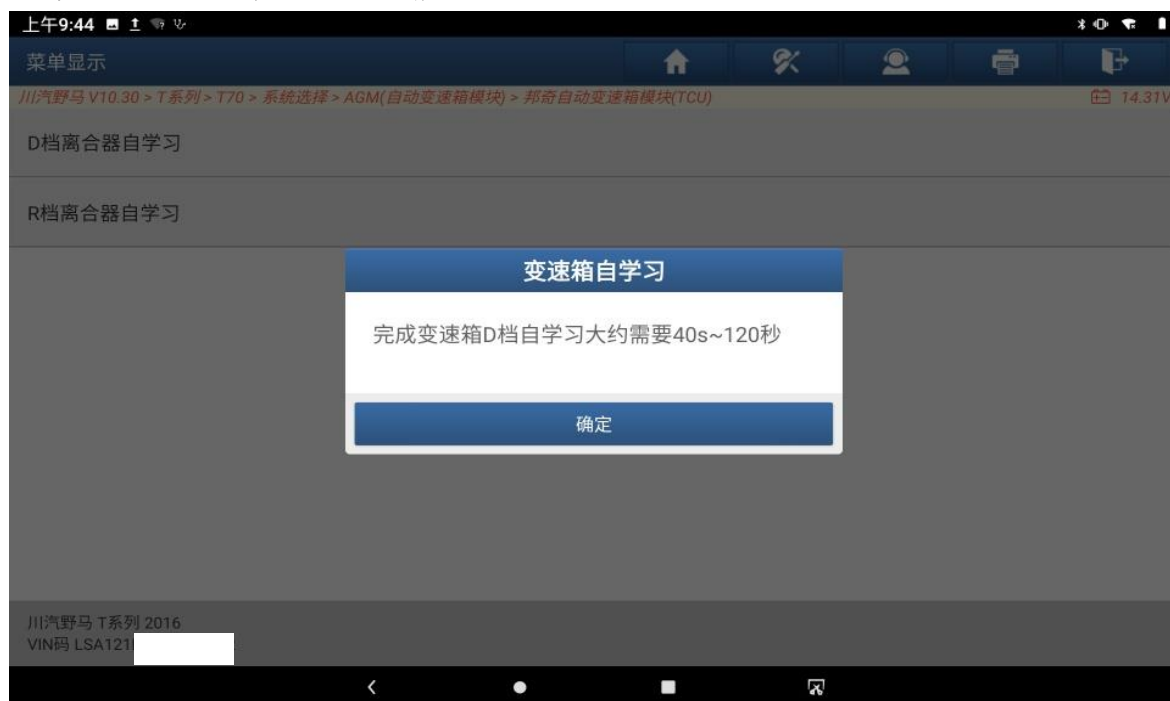 上午9:44
菜单显示
川汽野马 V10.30 > T系列 > T70 > 系统选择 > AGM(自动变速箱模块) > 邦奇自动变速箱模块(TCU) 14.31V
D档离合器自学习
R档离合器自学习
变速箱自学习
完成变速箱D档自学习大约需要40s~120秒
确定
川汽野马 T系列 2016
VIN码 LSA121